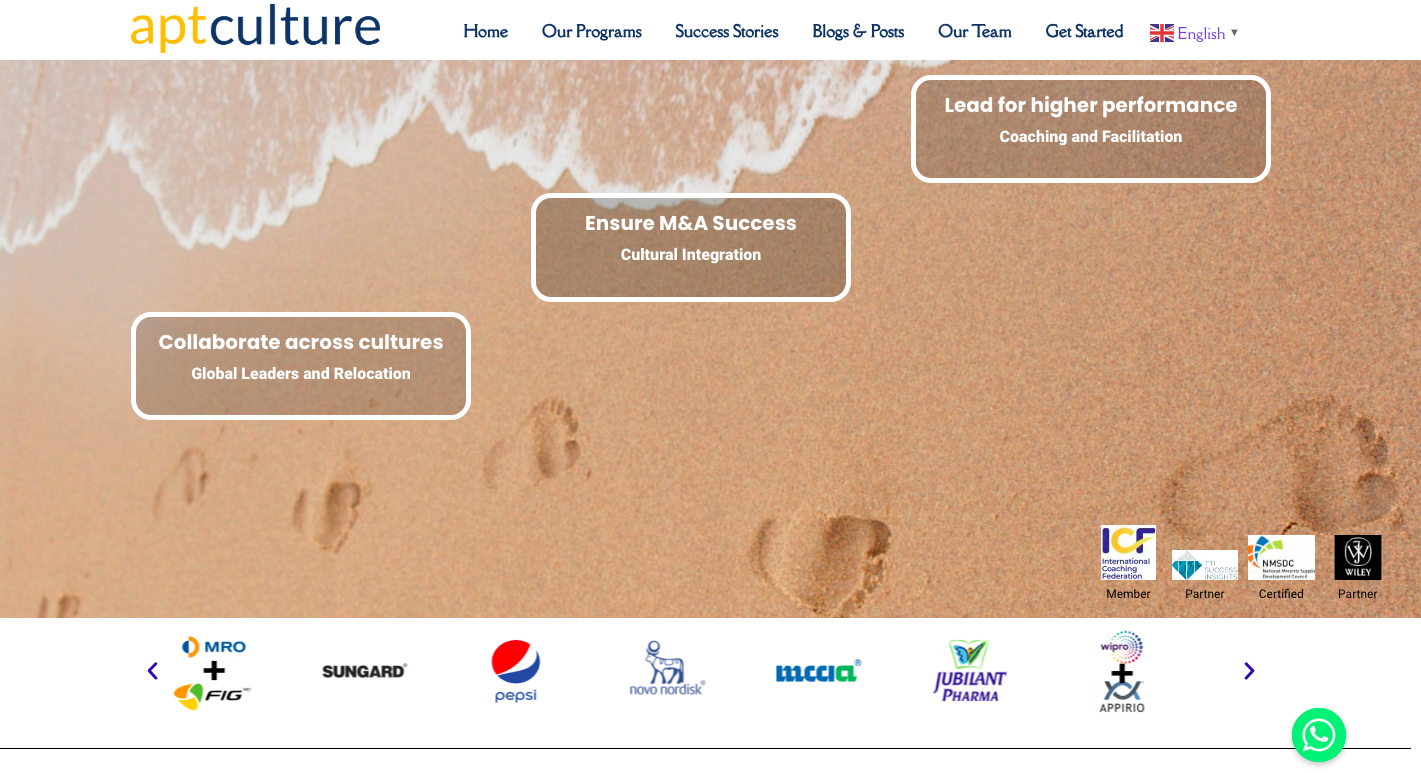 aptculture
Home
Our Programs
Success Stories
Blogs & Posts
Our Team
Get Started
English ▼
Lead for higher performance
Coaching and Facilitation
Ensure M&A Success
Cultural Integration
Collaborate across cultures
Global Leaders and Relocation
ICF
International
Coaching
Federation
Member
TTI
SUCCESS
INSIGHTS
Partner
NMSDC
National Minority Supplier
Development Council
Certified
W
WILEY
Partner
MRO
+
FIG
SUNGARD®
pepsi
novo nordisk®
mccia®
JUBILANT
PHARMA
wipro
+
APPIRIO